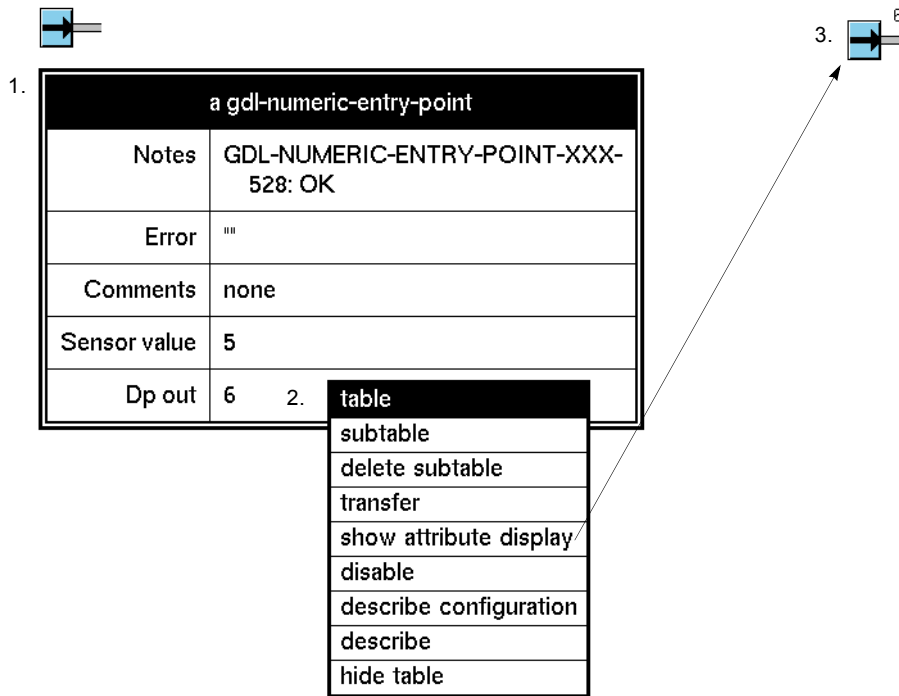 3.
6
1.
a gdl-numeric-entry-point
Notes GDL-NUMERIC-ENTRY-POINT-XXX-
528: OK
Error ""
Comments none
Sensor value 5
Dp out 6
2.
table
subtable
delete subtable
transfer
show attribute display
disable
describe configuration
describe
hide table